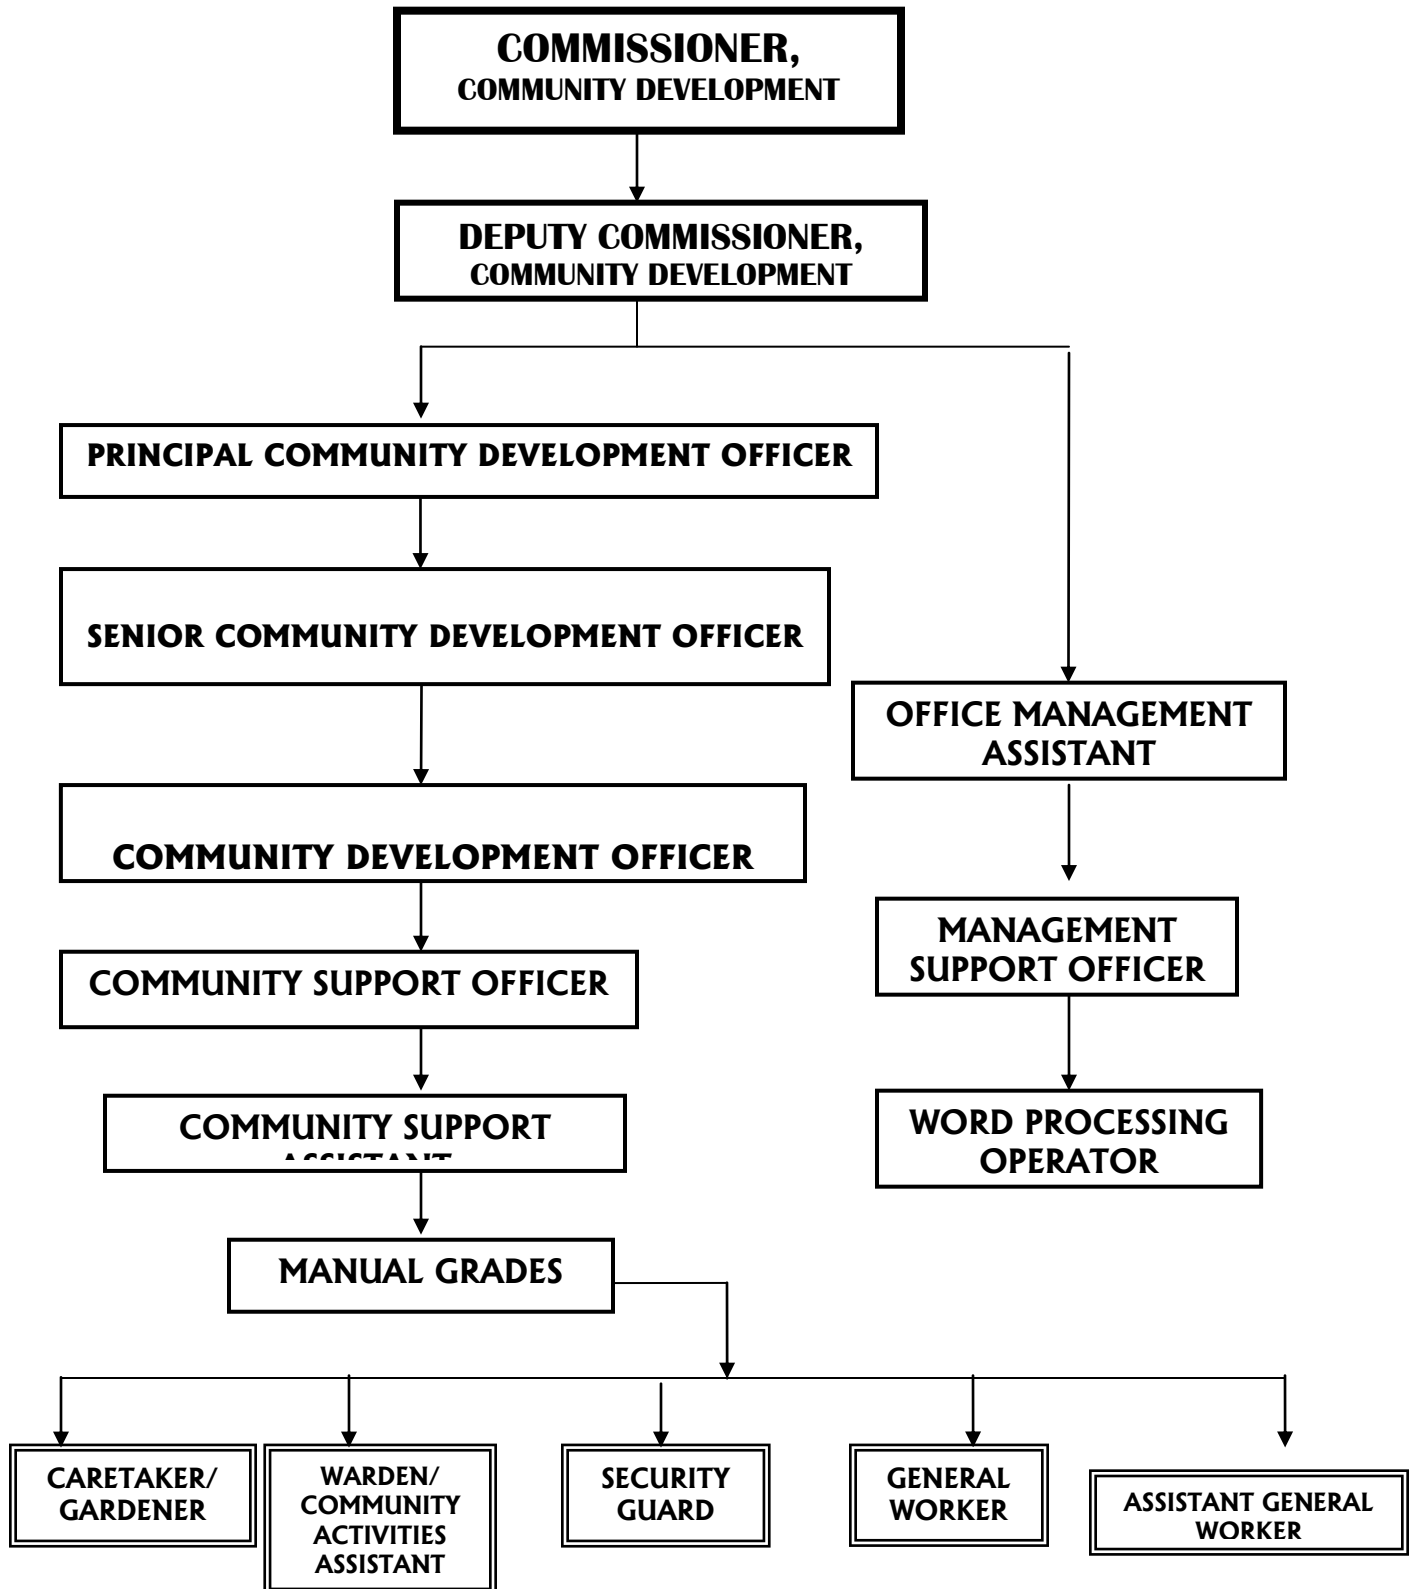 COMMISSIONER,
COMMUNITY DEVELOPMENT
DEPUTY COMMISSIONER,
COMMUNITY DEVELOPMENT
PRINCIPAL COMMUNITY DEVELOPMENT OFFICER
SENIOR COMMUNITY DEVELOPMENT OFFICER
OFFICE MANAGEMENT
ASSISTANT
COMMUNITY DEVELOPMENT OFFICER
MANAGEMENT
SUPPORT OFFICER
COMMUNITY SUPPORT OFFICER
COMMUNITY SUPPORT
ASSISTANT
WORD PROCESSING
OPERATOR
MANUAL GRADES
CARETAKER/
GARDENER
WARDEN/
COMMUNITY
ACTIVITIES
ASSISTANT
SECURITY
GUARD
GENERAL
WORKER
ASSISTANT GENERAL
WORKER